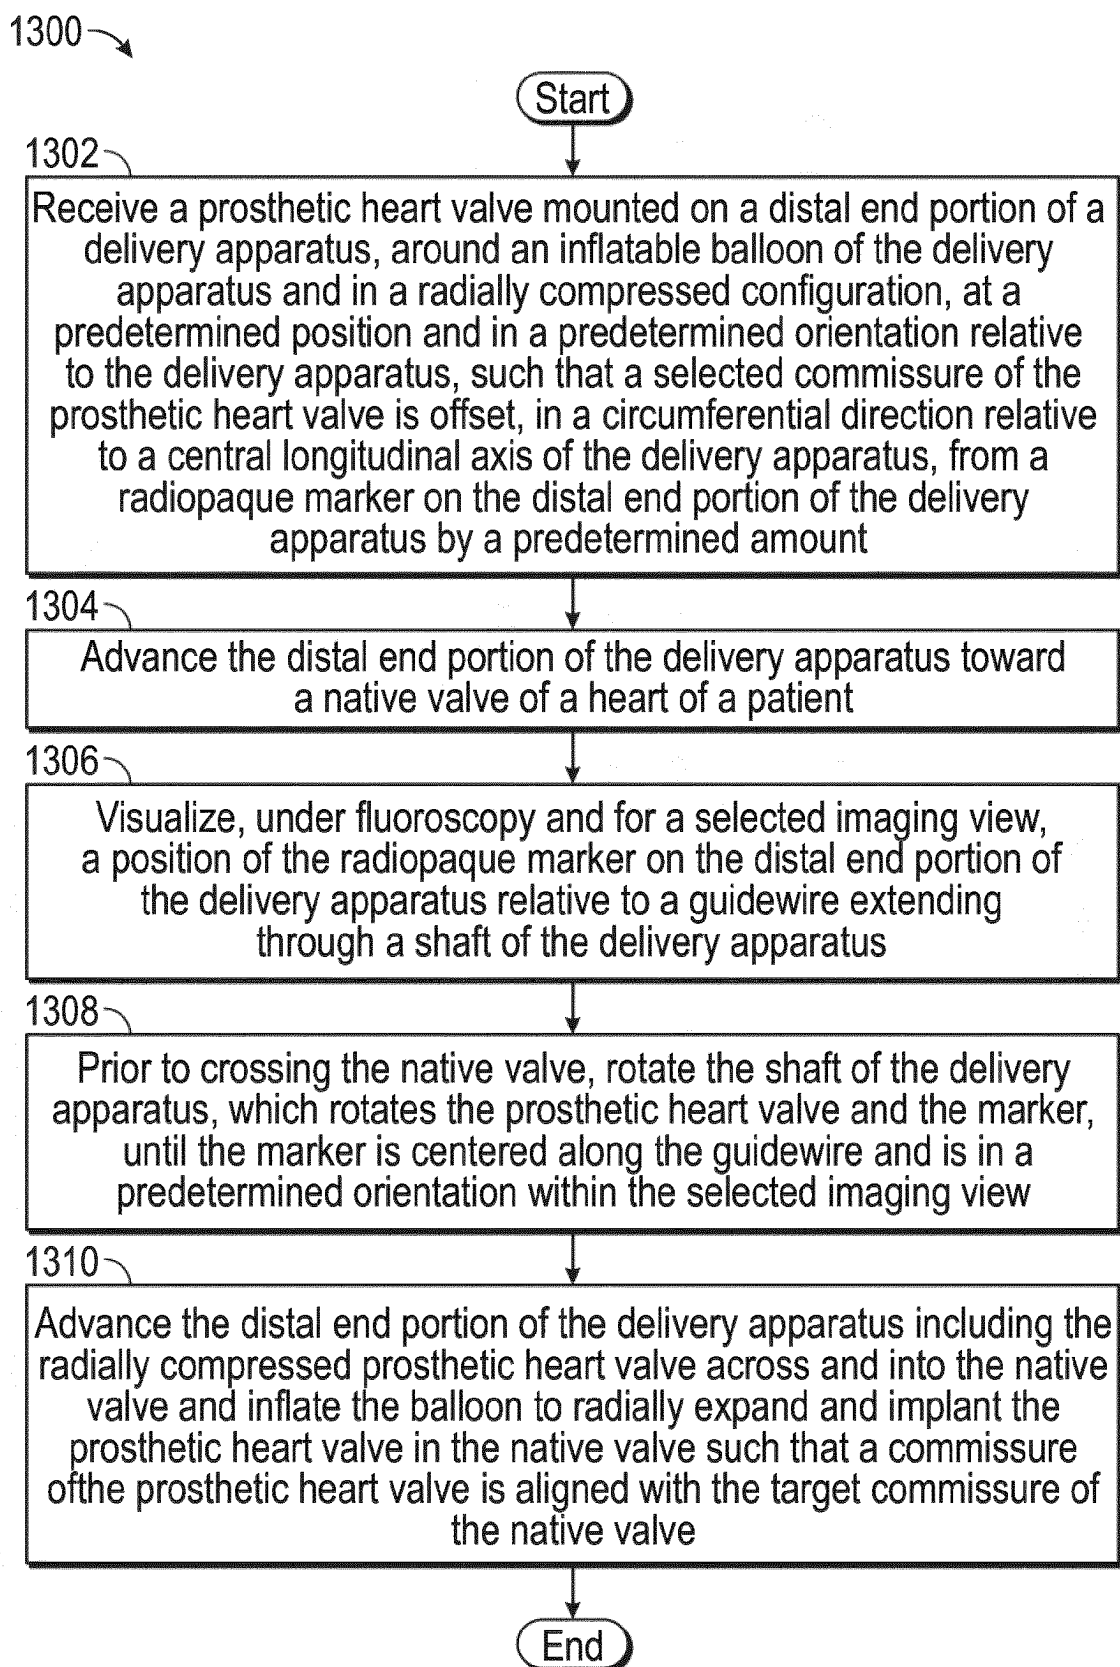 1300
Start
1302
Receive a prosthetic heart valve mounted on a distal end portion of a
delivery apparatus, around an inflatable balloon of the delivery
apparatus and in a radially compressed configuration, at a
predetermined position and in a predetermined orientation relative
to the delivery apparatus, such that a selected commissure of the
prosthetic heart valve is offset, in a circumferential direction relative
to a central longitudinal axis of the delivery apparatus, from a
radiopaque marker on the distal end portion of the delivery
apparatus by a predetermined amount
1304
Advance the distal end portion of the delivery apparatus toward
a native valve of a heart of a patient
1306
Visualize, under fluoroscopy and for a selected imaging view,
a position of the radiopaque marker on the distal end portion of
the delivery apparatus relative to a guidewire extending
through a shaft of the delivery apparatus
1308
Prior to crossing the native valve, rotate the shaft of the delivery
apparatus, which rotates the prosthetic heart valve and the marker,
until the marker is centered along the guidewire and is in a
predetermined orientation within the selected imaging view
1310
Advance the distal end portion of the delivery apparatus including the
radially compressed prosthetic heart valve across and into the native
valve and inflate the balloon to radially expand and implant the
prosthetic heart valve in the native valve such that a commissure
ofthe prosthetic heart valve is aligned with the target commissure of
the native valve
End